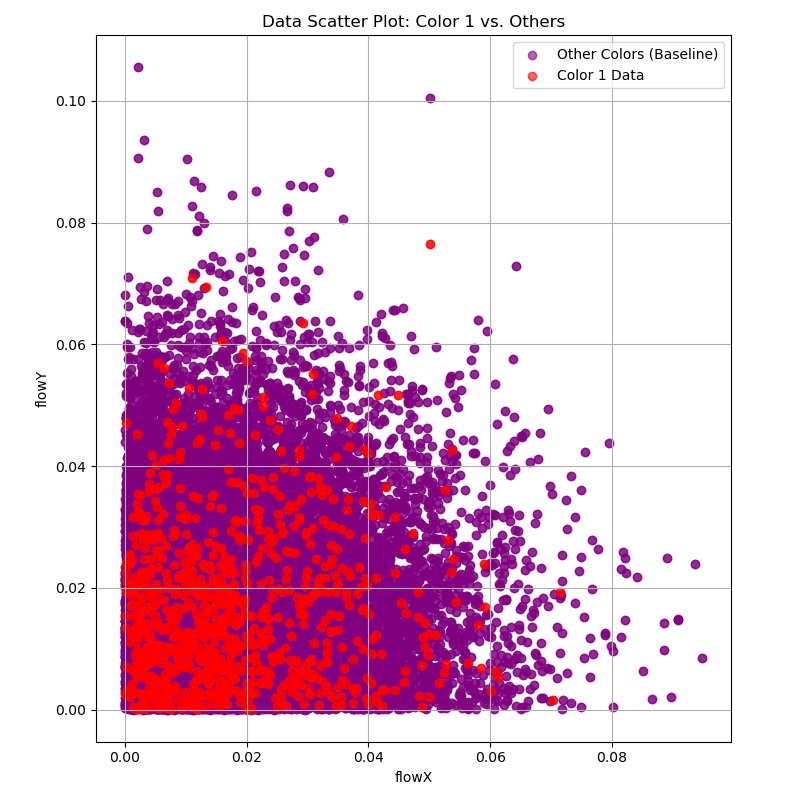 Data Scatter Plot: Color 1 vs. Others
Other Colors (Baseline)
Color 1 Data
flowY
0.10
0.08
0.06
0.04
0.02
0.00
0.00 0.02 0.04 0.06 0.08
flowX